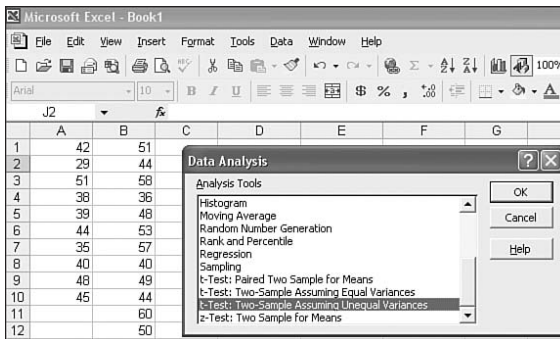 Microsoft Excel - Book1
File Edit View Insert Format Tools Data Window Help
100%
Arial 10 B I U $ % ,
J2 fx
A B C D E F G
1 42 51
2 29 44
3 51 58
4 38 36
5 39 48
6 44 53
7 35 57
8 40 40
9 48 49
10 45 44
11 60
12 50
Data Analysis
Analysis Tools
Histogram
Moving Average
Random Number Generation
Rank and Percentile
Regression
Sampling
t-Test: Paired Two Sample for Means
t-Test: Two-Sample Assuming Equal Variances
t-Test: Two-Sample Assuming Unequal Variances
z-Test: Two Sample for Means
OK
Cancel
Help